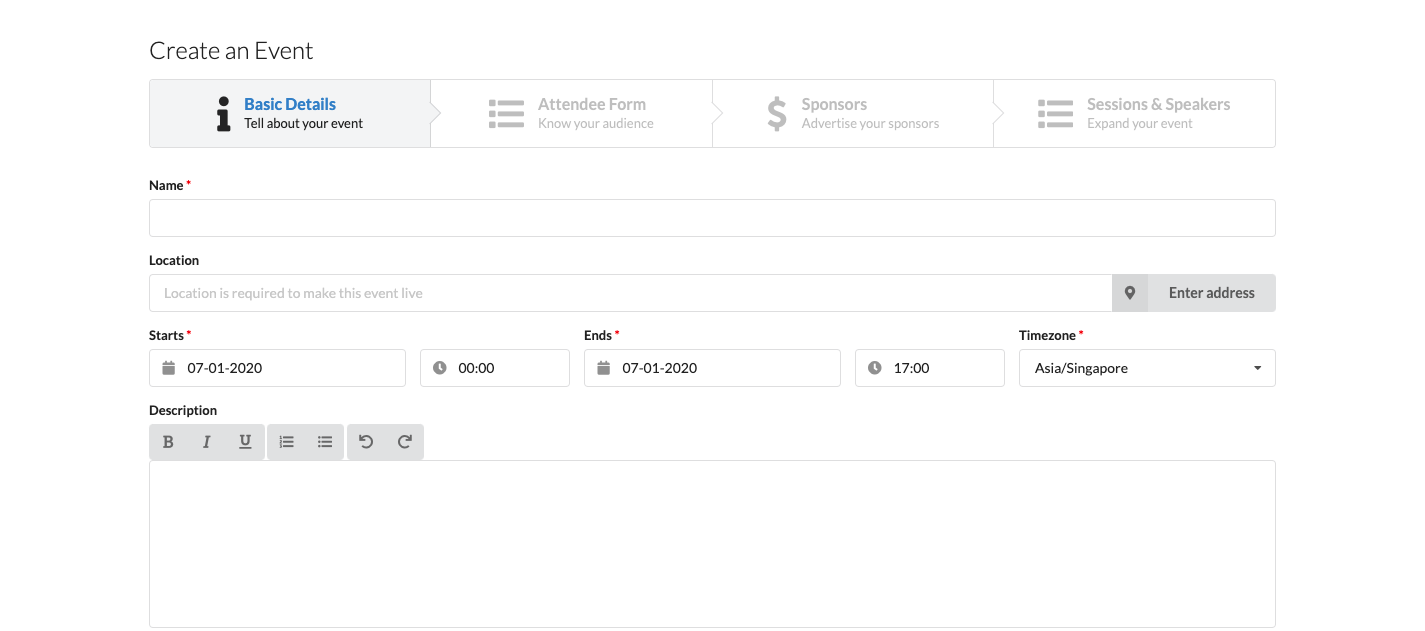 Create an Event
Basic Details
Tell about your event
Attendee Form
Know your audience
Sponsors
Advertise your sponsors
Sessions & Speakers
Expand your event
Name *
Location
Location is required to make this event live
Enter address
Starts * Ends * Timezone *
07-01-2020 00:00 07-01-2020 17:00 Asia/Singapore
Description
B I U